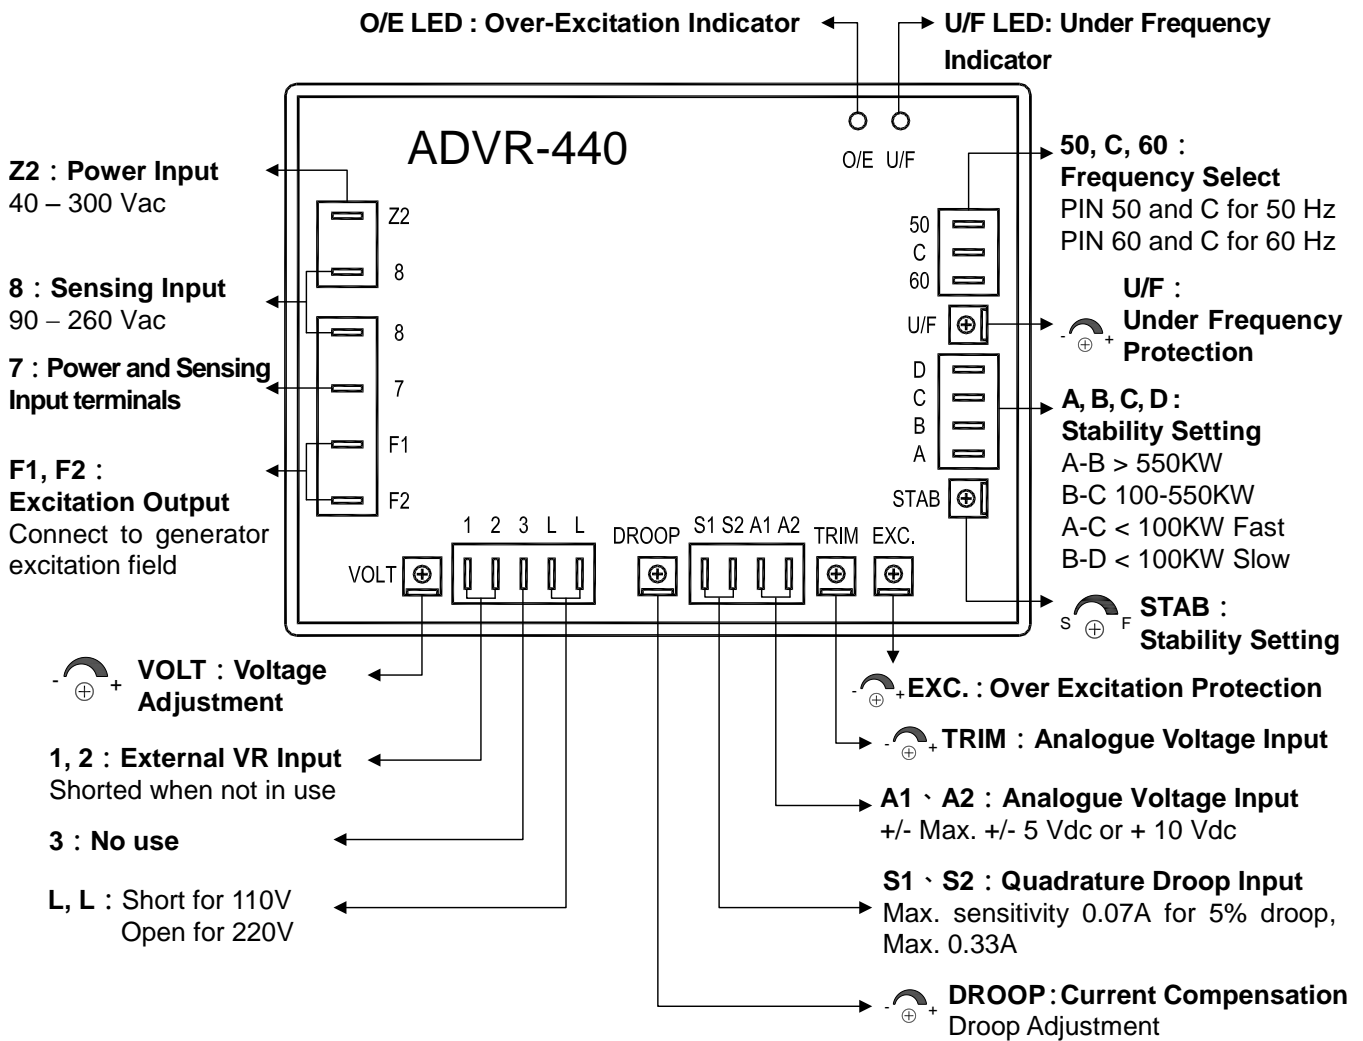 O/E LED : Over-Excitation Indicator
U/F LED: Under Frequency
Indicator
ADVR-440
O/E U/F
Z2 : Power Input
40 – 300 Vac
8 : Sensing Input
90 – 260 Vac
7 : Power and Sensing
Input terminals
F1, F2 :
Excitation Output
Connect to generator
excitation field
Z2
8
8
7
F1
F2
50
C
60
U/F
D
C
B
A
STAB
50, C, 60 :
Frequency Select
PIN 50 and C for 50 Hz
PIN 60 and C for 60 Hz
U/F :
Under Frequency
Protection
- +
A, B, C, D :
Stability Setting
A-B > 550KW
B-C 100-550KW
A-C < 100KW Fast
B-D < 100KW Slow
S F
STAB :
Stability Setting
VOLT
1 2 3 L L
DROOP
S1 S2 A1 A2
TRIM EXC.
- + VOLT : Voltage
Adjustment
1, 2 : External VR Input
Shorted when not in use
3 : No use
L, L : Short for 110V
Open for 220V
- + EXC. : Over Excitation Protection
- + TRIM : Analogue Voltage Input
A1、A2 : Analogue Voltage Input
+/- Max. +/- 5 Vdc or + 10 Vdc
S1、S2 : Quadrature Droop Input
Max. sensitivity 0.07A for 5% droop,
Max. 0.33A
- + DROOP : Current Compensation
Droop Adjustment